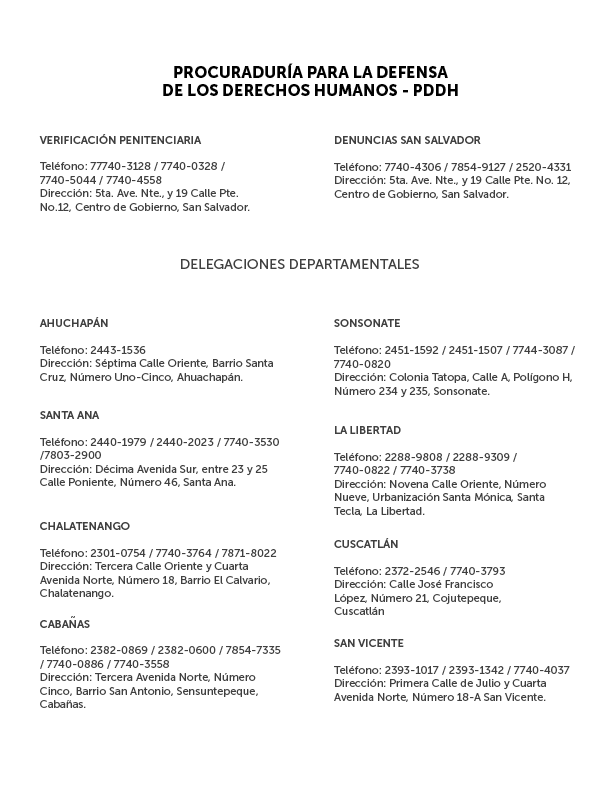 PROCURADURÍA PARA LA DEFENSA
DE LOS DERECHOS HUMANOS - PDDH
VERIFICACIÓN PENITENCIARIA
Teléfono: 77740-3128 / 7740-0328 /
7740-5044 / 7740-4558
Dirección: 5ta. Ave. Nte., y 19 Calle Pte.
No.12, Centro de Gobierno, San Salvador.
DENUNCIAS SAN SALVADOR
Teléfono: 7740-4306 / 7854-9127 / 2520-4331
Dirección: 5ta. Ave. Nte., y 19 Calle Pte. No. 12,
Centro de Gobierno, San Salvador.
DELEGACIONES DEPARTAMENTALES
AHUCHAPÁN
Teléfono: 2443-1536
Dirección: Séptima Calle Oriente, Barrio Santa
Cruz, Número Uno-Cinco, Ahuachapán.
SANTA ANA
Teléfono: 2440-1979 / 2440-2023 / 7740-3530
/7803-2900
Dirección: Décima Avenida Sur, entre 23 y 25
Calle Poniente, Número 46, Santa Ana.
CHALATENANGO
Teléfono: 2301-0754 / 7740-3764 / 7871-8022
Dirección: Tercera Calle Oriente y Cuarta
Avenida Norte, Número 18, Barrio El Calvario,
Chalatenango.
CABAÑAS
Teléfono: 2382-0869 / 2382-0600 / 7854-7335
/ 7740-0886 / 7740-3558
Dirección: Tercera Avenida Norte, Número
Cinco, Barrio San Antonio, Sensuntepeque,
Cabañas.
SONSONATE
Teléfono: 2451-1592 / 2451-1507 / 7744-3087 /
7740-0820
Dirección: Colonia Tatopa, Calle A, Polígono H,
Número 234 y 235, Sonsonate.
LA LIBERTAD
Teléfono: 2288-9808 / 2288-9309 /
7740-0822 / 7740-3738
Dirección: Novena Calle Oriente, Número
Nueve, Urbanización Santa Mónica, Santa
Tecla, La Libertad.
CUSCATLÁN
Teléfono: 2372-2546 / 7740-3793
Dirección: Calle José Francisco
López, Número 21, Cojutepeque,
Cuscatlán
SAN VICENTE
Teléfono: 2393-1017 / 2393-1342 / 7740-4037
Dirección: Primera Calle de Julio y Cuarta
Avenida Norte, Número 18-A San Vicente.